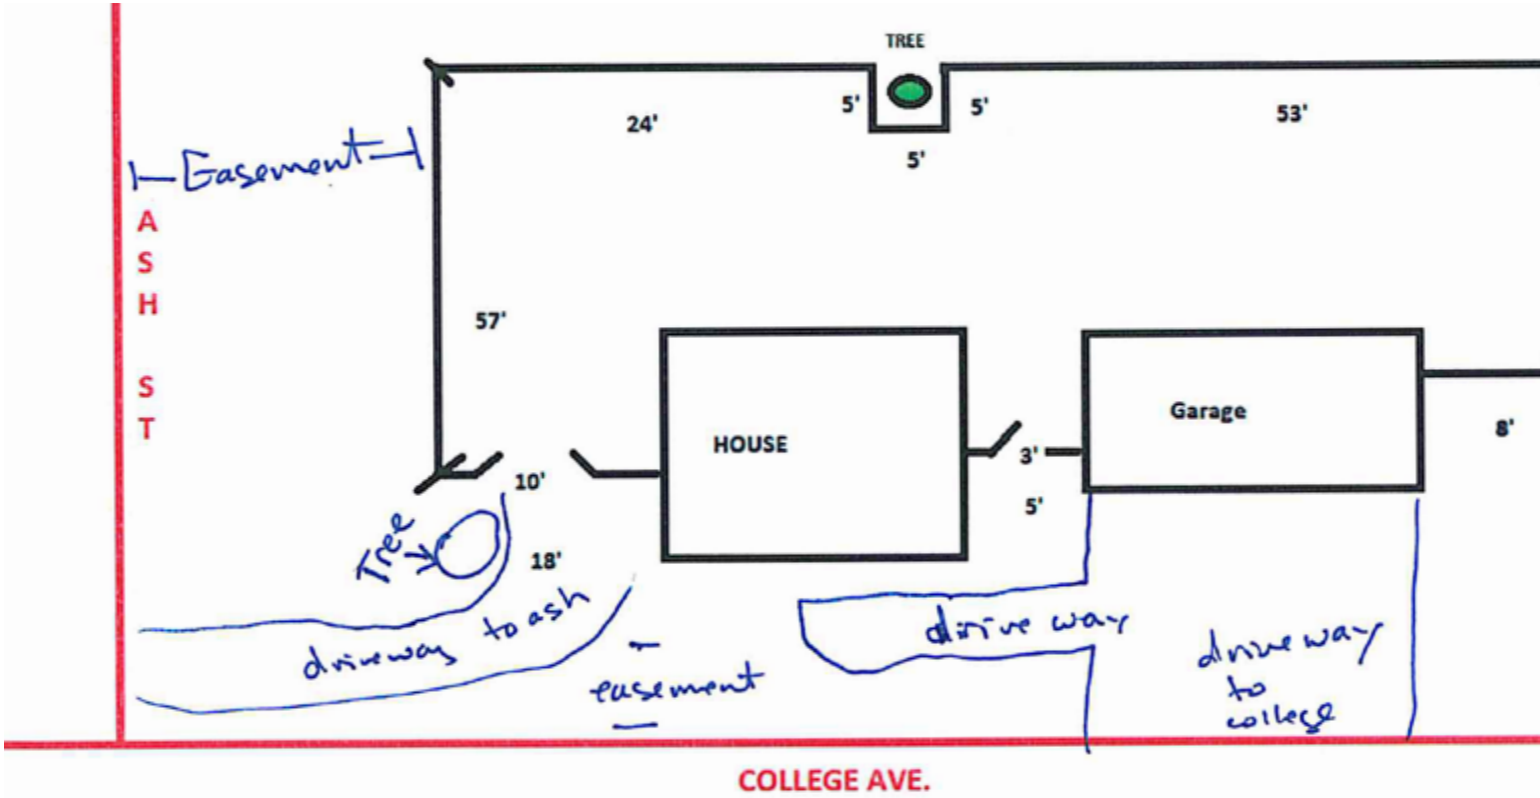 TREE
24'
5'
5'
5'
53'
Easement
A
S
H
S
T
57'
HOUSE
3'
5'
Garage
8'
10'
18'
Tree
driveway to ash
easement
drive way
driveway
to
college
COLLEGE AVE.